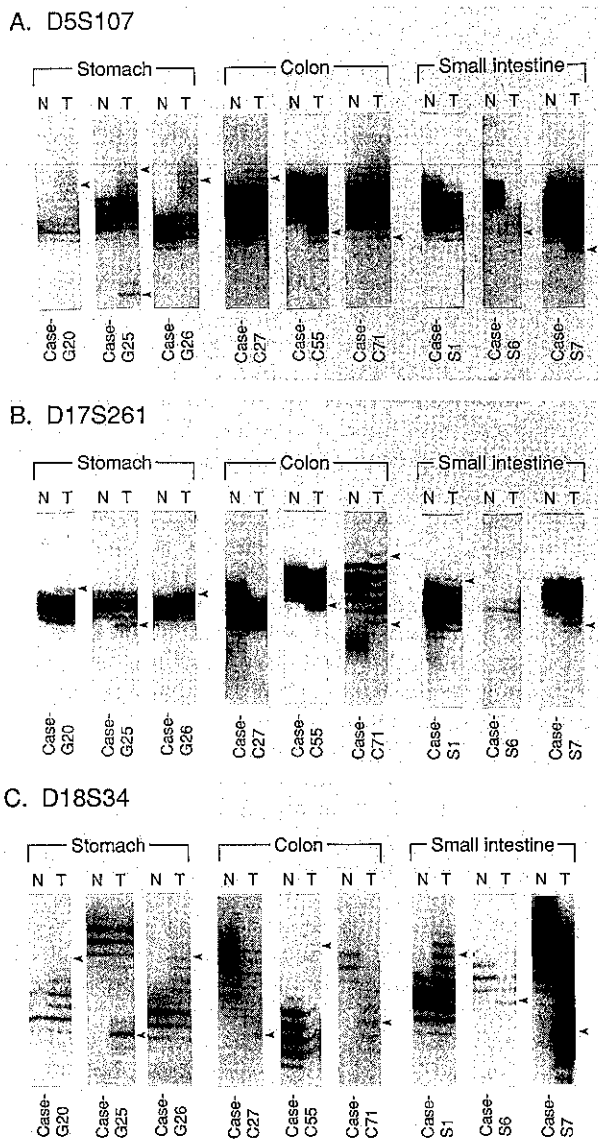 A. D5S107
Stomach Colon Small intestine
N T N T N T N T N T N T N T N T N T
Case-G20 Case-G25 Case-G26 Case-C27 Case-C55 Case-C71 Case-S1 Case-S6 Case-S7
B. D17S261
Stomach Colon Small intestine
N T N T N T N T N T N T N T N T N T
Case-G20 Case-G25 Case-G26 Case-C27 Case-C55 Case-C71 Case-S1 Case-S6 Case-S7
C. D18S34
Stomach Colon Small intestine
N T N T N T N T N T N T N T N T N T
Case-G20 Case-G25 Case-G26 Case-C27 Case-C55 Case-C71 Case-S1 Case-S6 Case-S7